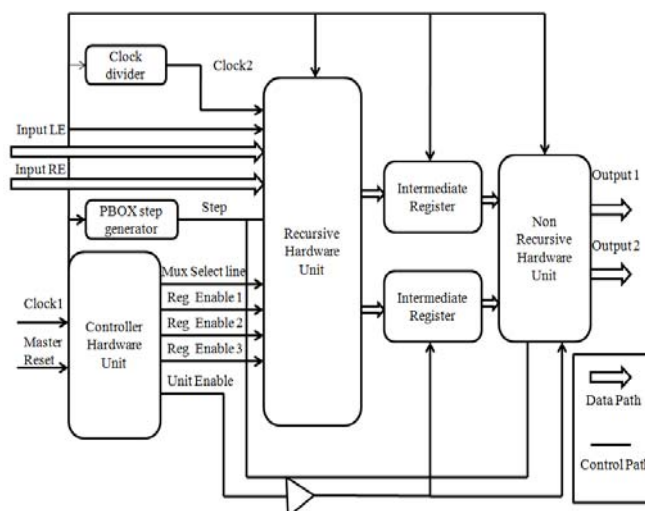 Clock
divider
Clock2
Input LE
Input RE
PBOX step
generator
Step
Recursive
Hardware
Unit
Intermediate
Register
Intermediate
Register
Non
Recursive
Hardware
Unit
Output 1
Output 2
Clock1
Master
Reset
Controller
Hardware
Unit
Mux Select line
Reg Enable 1
Reg Enable 2
Reg Enable 3
Unit Enable
Data Path
Control Path